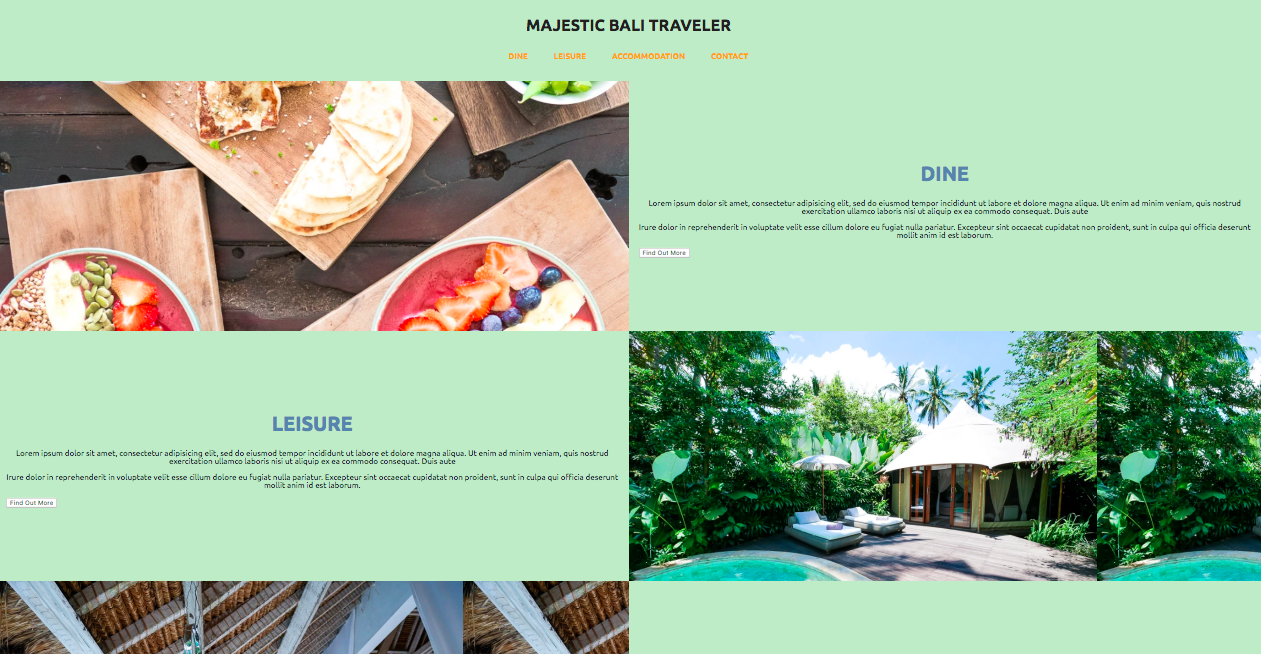 MAJESTIC BALI TRAVELER
DINE LEISURE ACCOMMODATION CONTACT
DINE
Lorem ipsum dolor sit amet, consectetur adipisicing elit, sed do eiusmod tempor incididunt ut labore et dolore magna aliqua. Ut enim ad minim veniam, quis nostrud
exercitation ullamco laboris nisi ut aliquip ex ea commodo consequat. Duis aute
Irure dolor in reprehenderit in voluptate velit esse cillum dolore eu fugiat nulla pariatur. Excepteur sint occaecat cupidatat non proident, sunt in culpa qui officia deserunt
mollit anim id est laborum.
Find Out More
LEISURE
Lorem ipsum dolor sit amet, consectetur adipisicing elit, sed do eiusmod tempor incididunt ut labore et dolore magna aliqua. Ut enim ad minim veniam, quis nostrud
exercitation ullamco laboris nisi ut aliquip ex ea commodo consequat. Duis aute
Irure dolor in reprehenderit in voluptate velit esse cillum dolore eu fugiat nulla pariatur. Excepteur sint occaecat cupidatat non proident, sunt in culpa qui officia deserunt
mollit anim id est laborum.
Find Out More